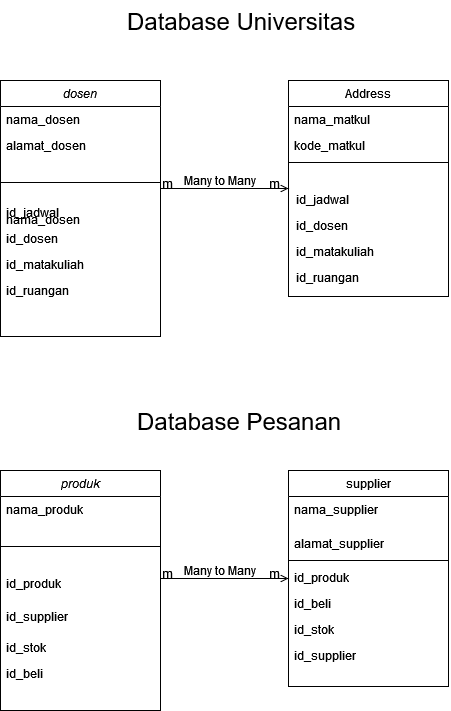 Database Universitas
dosen
nama_dosen
alamat_dosen
id_jadwal
nama_dosen
id_dosen
id_matakuliah
id_ruangan
m Many to Many m
Address
nama_matkul
kode_matkul
id_jadwal
id_dosen
id_matakuliah
id_ruangan
Database Pesanan
produk
nama_produk
id_produk
id_supplier
id_stok
id_beli
m Many to Many m
supplier
nama_supplier
alamat_supplier
id_produk
id_beli
id_stok
id_supplier